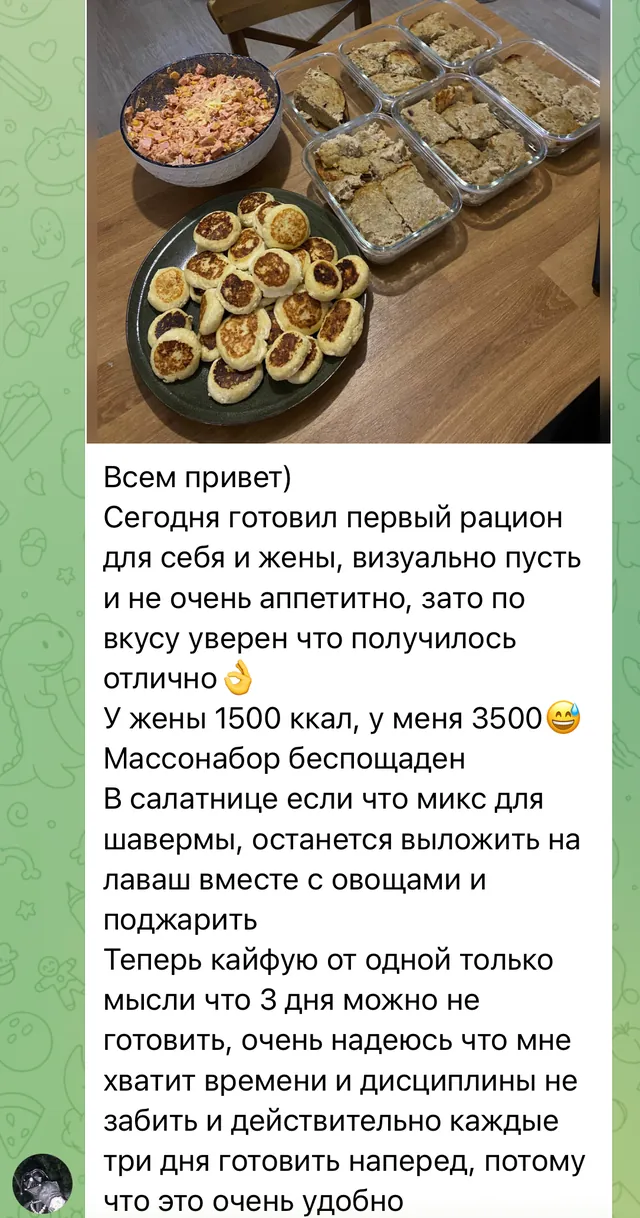 Всем привет)
Сегодня готовил первый рацион
для себя и жены, визуально пусть
и не очень аппетитно, зато по
вкусу уверен что получилось
отлично👌
У жены 1500 ккал, у меня 3500😅
Массонабор беспощаден
В салатнице если что микс для
шавермы, останется выложить на
лаваш вместе с овощами и
поджарить
Теперь кайфую от одной только
мысли что 3 дня можно не
готовить, очень надеюсь что мне
хватит времени и дисциплины не
забить и действительно каждые
три дня готовить наперед, потому
что это очень удобно